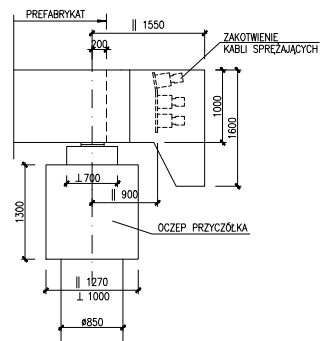 PREFABRYKAT
|| 1550
200
ZAKOTWIENIE
KABLI SPRĘŻAJĄCYCH
1000
1600
⊥700
|| 900
1300
OCZEP PRZYCZÓŁKA
|| 1270
⊥ 1000
ø850